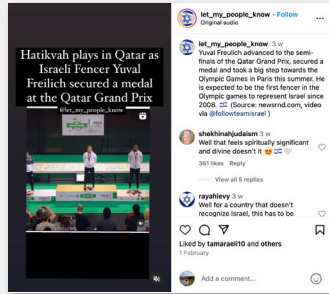 Hatikvah plays in Qatar as
Israeli Fencer Yuval
Freilich secured a medal
at the Qatar Grand Prix
@let_my_people_know
let_my_people_know • Follow
Original audio
let_my_people_know 3 w
Yuval Freulich advanced to the semi-
finals of the Qatar Grand Prix, secured a
medal and took a big step towards the
Olympic Games in Paris this summer. He
is expected to be the first fencer in the
Olympic games to represent Israel since
2008. 🇮🇱 (Source: newsrnd.com, video
via @followteamisrael )
shekhinahjudaism 3 w
Well that feels spiritually significant
and divine doesn't it 😍 🇮🇱 🤍
361 likes Reply
View all 5 replies
rayahlevy 3 w
Well for a country that doesn't
recognize Israel, this has to be
Liked by tamaraeli10 and others
1 February
Add a comment...